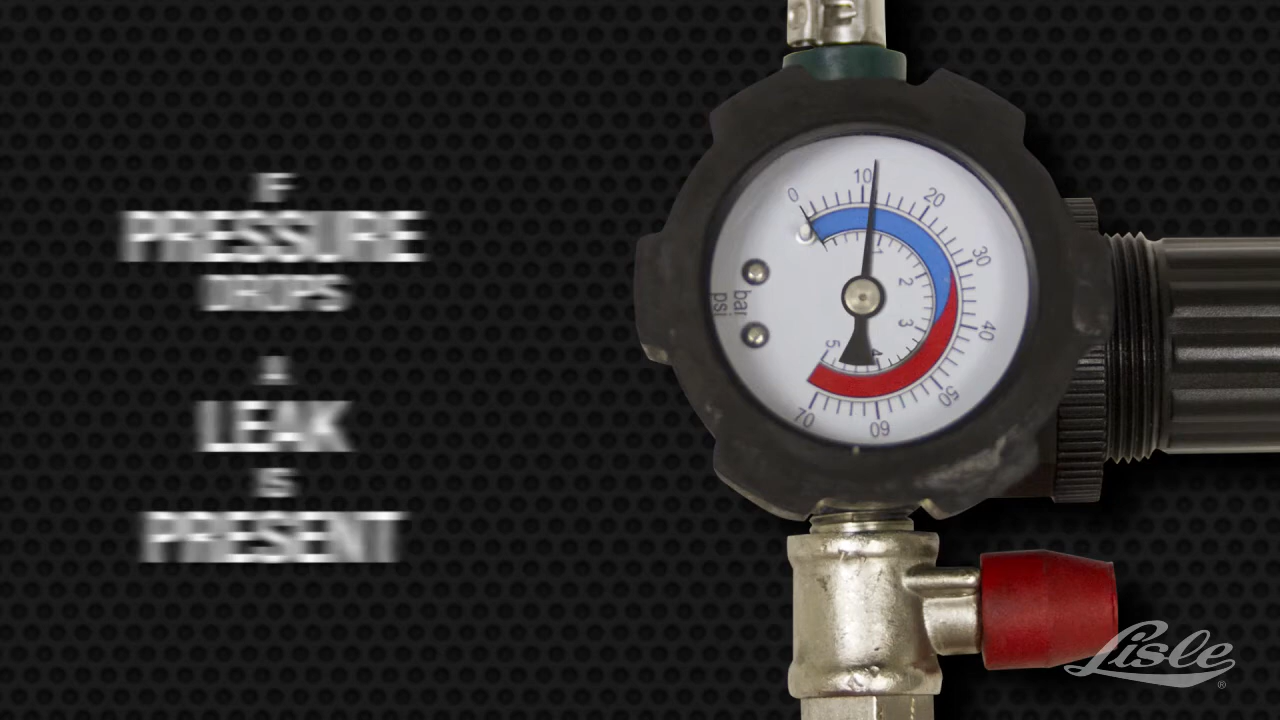 IF
PRESSURE
DROPS
A
LEAK
IS
PRESENT
0
10
20
30
40
50
60
70
1
2
3
4
5
bar
psi
Lisle
®